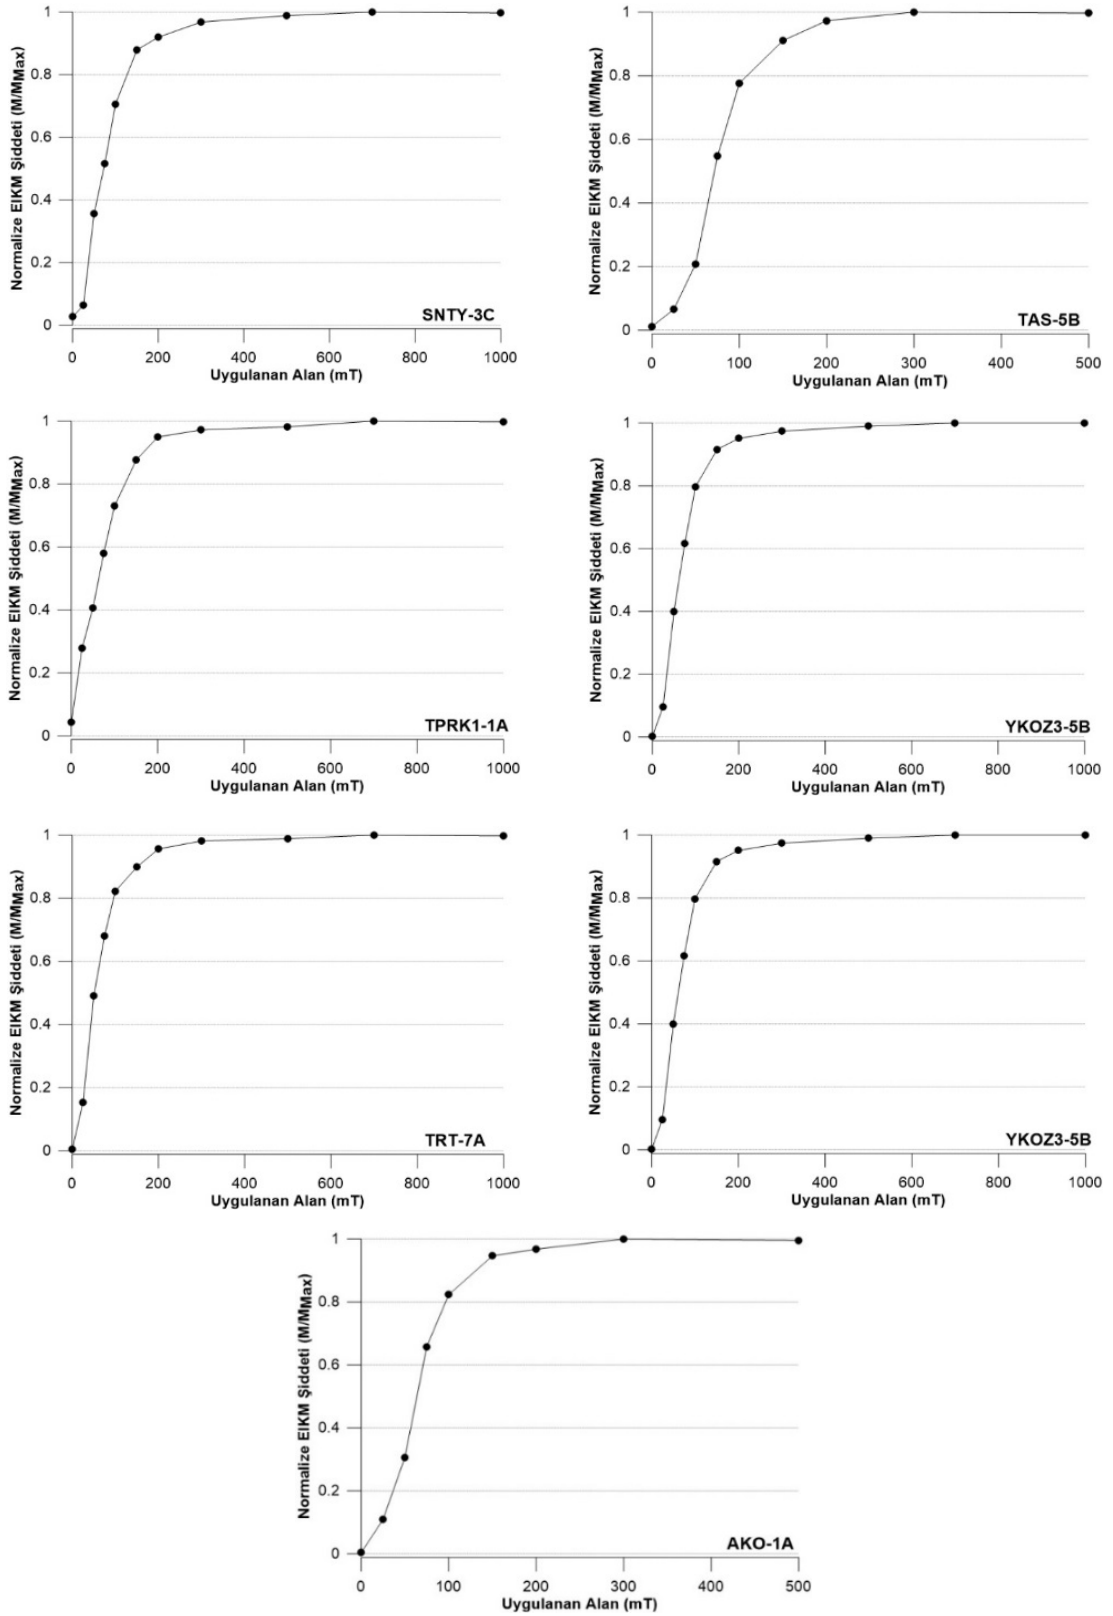 Normalize EIKM Şiddeti (M/MMax)
1
0.8
0.6
0.4
0.2
0
SNTY-3C
0 200 400 600 800 1000
Uygulanan Alan (mT)
Normalize EIKM Şiddeti (M/MMax)
1
0.8
0.6
0.4
0.2
0
TAS-5B
0 100 200 300 400 500
Uygulanan Alan (mT)
Normalize EIKM Şiddeti (M/MMax)
1
0.8
0.6
0.4
0.2
0
TPRK1-1A
0 200 400 600 800 1000
Uygulanan Alan (mT)
Normalize EIKM Şiddeti (M/MMax)
1
0.8
0.6
0.4
0.2
0
YKOZ3-5B
0 200 400 600 800 1000
Uygulanan Alan (mT)
Normalize EIKM Şiddeti (M/MMax)
1
0.8
0.6
0.4
0.2
0
TRT-7A
0 200 400 600 800 1000
Uygulanan Alan (mT)
Normalize EIKM Şiddeti (M/MMax)
1
0.8
0.6
0.4
0.2
0
YKOZ3-5B
0 200 400 600 800 1000
Uygulanan Alan (mT)
Normalize EIKM Şiddeti (M/MMax)
1
0.8
0.6
0.4
0.2
0
AKO-1A
0 100 200 300 400 500
Uygulanan Alan (mT)